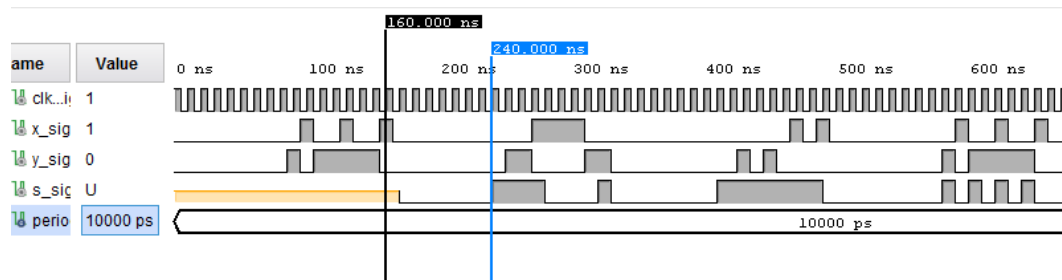 160.000 ns
240.000 ns
ame Value
0 ns 100 ns 200 ns 300 ns 400 ns 500 ns 600 ns
clk...i 1
x_sig 1
y_sig 0
s_sig U
perio 10000 ps 10000 ps